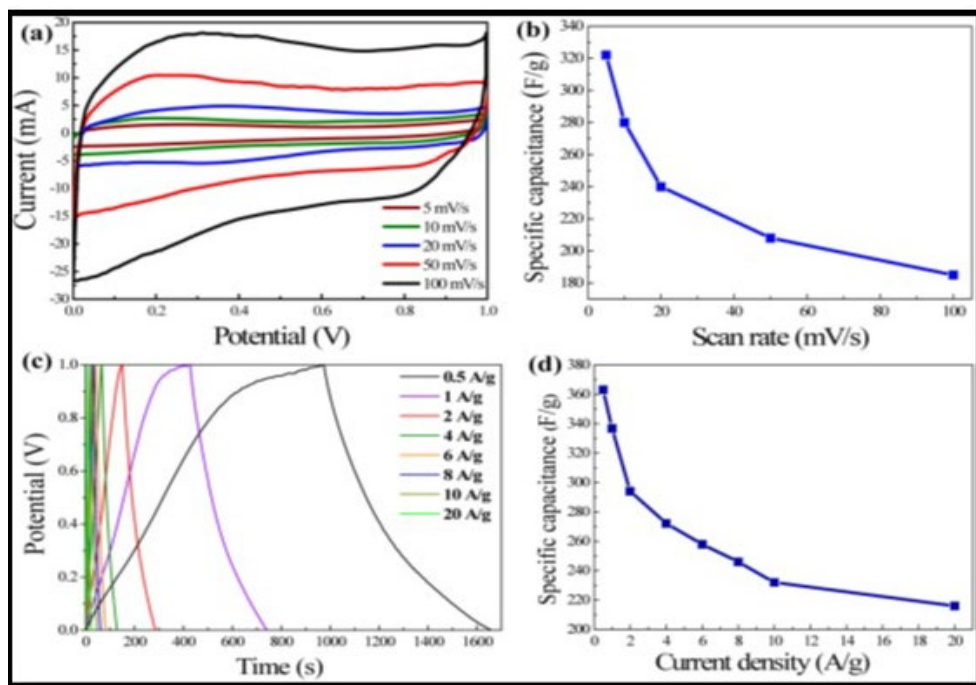 (a)
20
15
10
5
0
-5
-10
-15
-20
-25
-30
Current (mA)
5 mV/s
10 mV/s
20 mV/s
50 mV/s
100 mV/s
0.0 0.2 0.4 0.6 0.8 1.0
Potential (V)
(b)
340
320
300
280
260
240
220
200
180
Specific capacitance (F/g)
0 20 40 60 80 100
Scan rate (mV/s)
(c)
1.0
0.8
0.6
0.4
0.2
0.0
Potential (V)
0.5 A/g
1 A/g
2 A/g
4 A/g
6 A/g
8 A/g
10 A/g
20 A/g
0 200 400 600 800 1000 1200 1400 1600
Time (s)
(d)
380
360
340
320
300
280
260
240
220
200
Specific capacitance (F/g)
0 2 4 6 8 10 12 14 16 18 20
Current density (A/g)